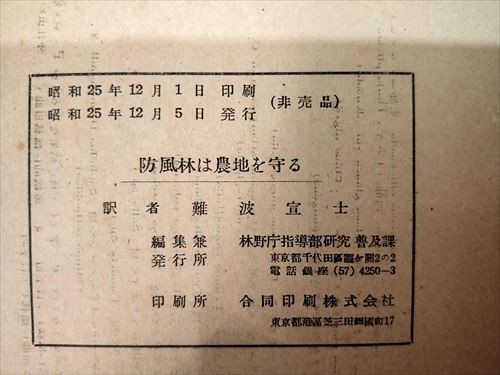 昭和25年12月1日 印刷
昭和25年12月5日 発行
(非売品)
防風林は農地を守る
訳者 難波宣士
編集兼
発行所
林野庁指導部研究普及課
東京都千代田区霞ケ関2の2
電話銀座(57)4250-3
印刷所 合同印刷株式会社
東京都港区芝三田四國町17